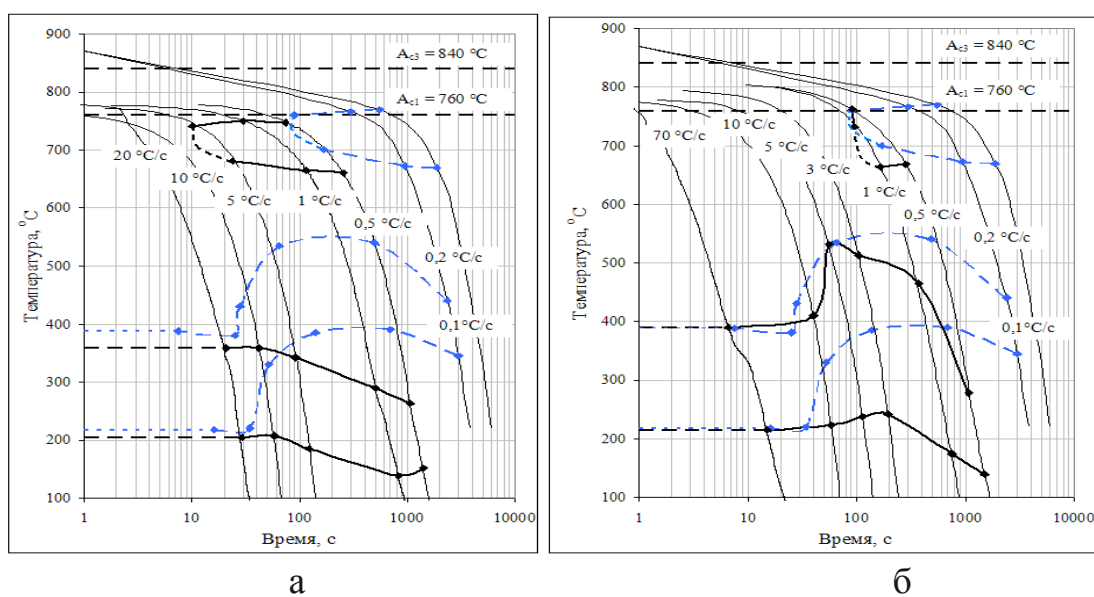 900
800
700
600
500
400
300
200
100
1
10
100
1000
10000
Температура, ⁰C
Время, с
Ac3 = 840 °C
Ac1 = 760 °C
20 °C/c
10 °C/c
5 °C/c
1 °C/c
0,5 °C/c
0,2 °C/c
0,1°C/c
а
900
800
700
600
500
400
300
200
100
1
10
100
1000
10000
Температура, ⁰C
Время, с
Ac3 = 840 °C
Ac1 = 760 °C
70 °C/c
10 °C/c
5 °C/c
3 °C/c
1 °C/c
0,5 °C/c
0,2 °C/c
0,1°C/c
б